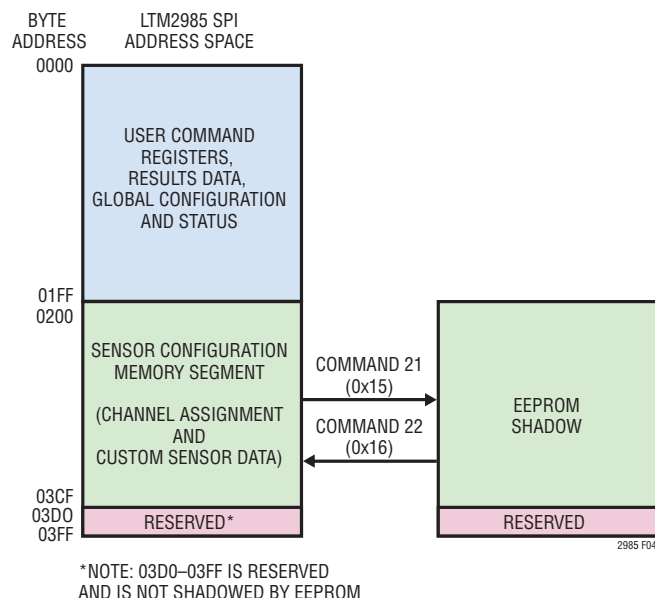 BYTE
ADDRESS
LTM2985 SPI
ADDRESS SPACE
0000
USER COMMAND
REGISTERS,
RESULTS DATA,
GLOBAL CONFIGURATION
AND STATUS
01FF
0200
SENSOR CONFIGURATION
MEMORY SEGMENT
(CHANNEL ASSIGNMENT
AND
CUSTOM SENSOR DATA)
COMMAND 21
(0x15)
COMMAND 22
(0x16)
EEPROM
SHADOW
03CF
03D0
03FF
RESERVED*
RESERVED
2985 F04
*NOTE: 03D0–03FF IS RESERVED
AND IS NOT SHADOWED BY EEPROM